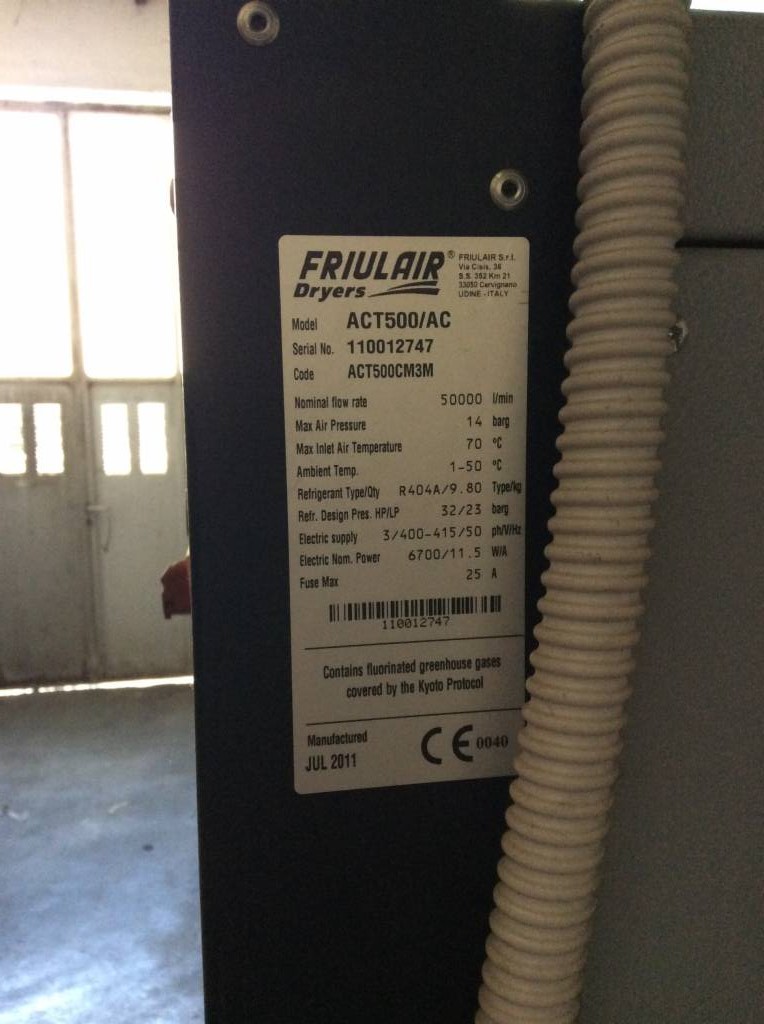 FRIULAIR®
Dryers
FRIULAIR S.r.l.
Via Cisis, 36
S.S. 352 Km 21
33050 Cervignano
UDINE - ITALY
Model ACT500/AC
Serial No. 110012747
Code ACT500CM3M
Nominal flow rate 50000 l/min
Max Air Pressure 14 barg
Max Inlet Air Temperature 70 °C
Ambient Temp. 1-50 °C
Refrigerant Type/Qty R404A/9.80 Type/kg
Refr. Design Pres. HP/LP 32/23 barg
Electric supply 3/400-415/50 ph/V/Hz
Electric Nom. Power 6700/11.5 W/A
Fuse Max 25 A
110012747
Contains fluorinated greenhouse gases
covered by the Kyoto Protocol
Manufactured
JUL 2011
CE 0040